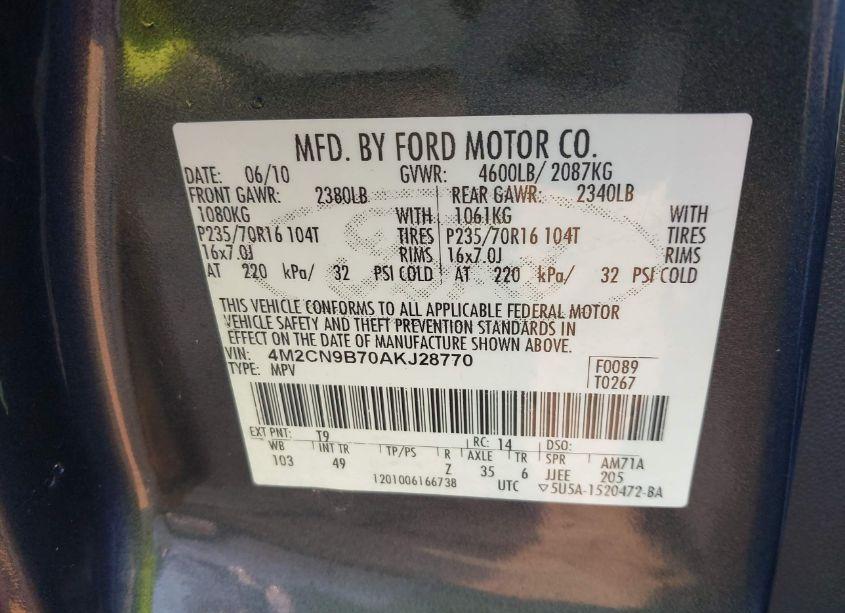 MFD. BY FORD MOTOR CO.
DATE: 06/10 GVWR: 4600LB/ 2087KG
FRONT GAWR: 2380LB REAR GAWR: 2340LB
1080KG WITH 1061KG WITH
P235/70R16 104T TIRES P235/70R16 104T TIRES
16x7.0J RIMS 16x7.0J RIMS
AT 220 kPa/ 32 PSI COLD AT 220 kPa/ 32 PSI COLD
THIS VEHICLE CONFORMS TO ALL APPLICABLE FEDERAL MOTOR
VEHICLE SAFETY AND THEFT PREVENTION STANDARDS IN
EFFECT ON THE DATE OF MANUFACTURE SHOWN ABOVE.
VIN: 4M2CN9B70AKJ28770 F0089
TYPE: MPV T0267
EXT PNT: T9 RC: 14 DSO:
WB INT TR TP/PS R AXLE TR SPR AM71A
103 49 Z 35 6 JJEE 205
1201006166738 UTC ▽5U5A-1520472-BA